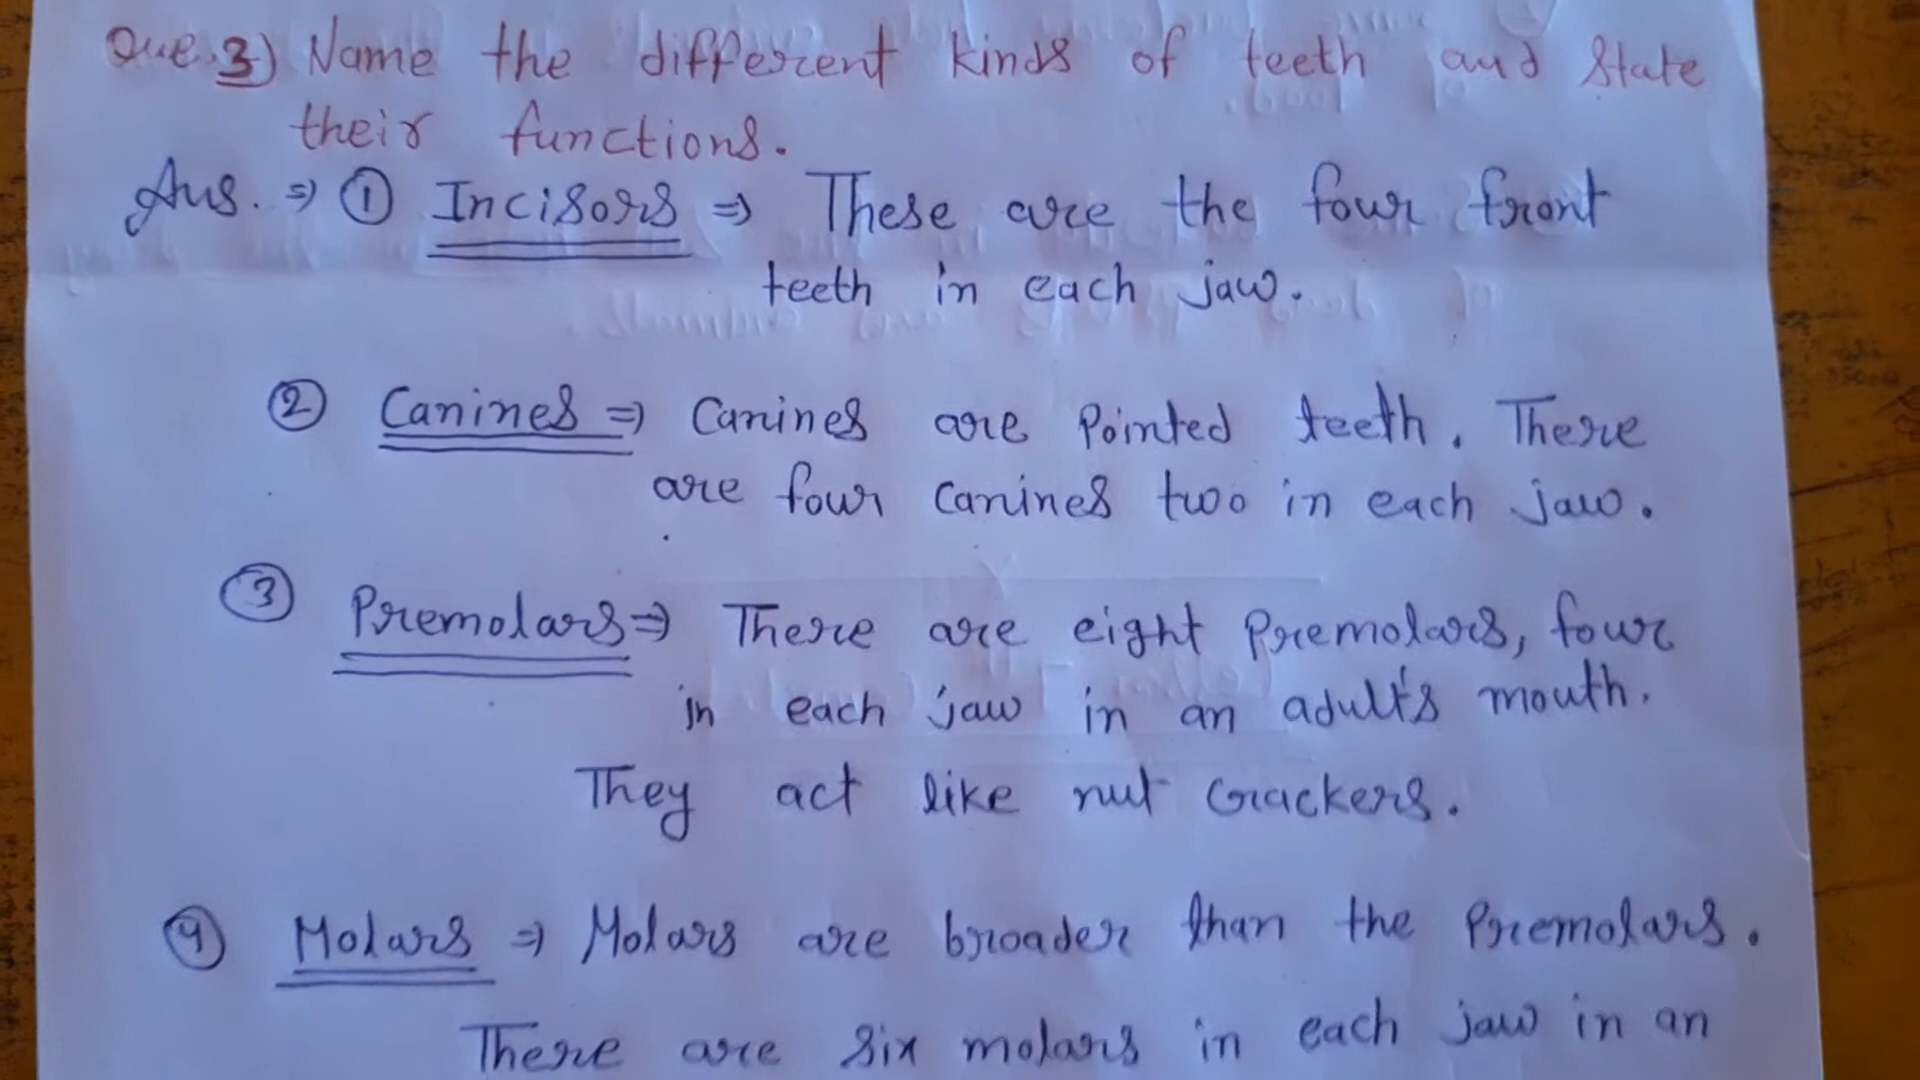 Que.3) Name the different kinds of teeth and State
their functions.
Ans. ⇒ ① Incisors ⇒ These are the four front
teeth in each jaw.
② Canines ⇒ Canines are Pointed teeth. There
are four Canines two in each jaw.
③ Premolars ⇒ There are eight Premolars, four
in each jaw in an adult's mouth.
They act like nut Crackers.
④ Molars ⇒ Molars are broader than the Premolars.
There are six molars in each jaw in an